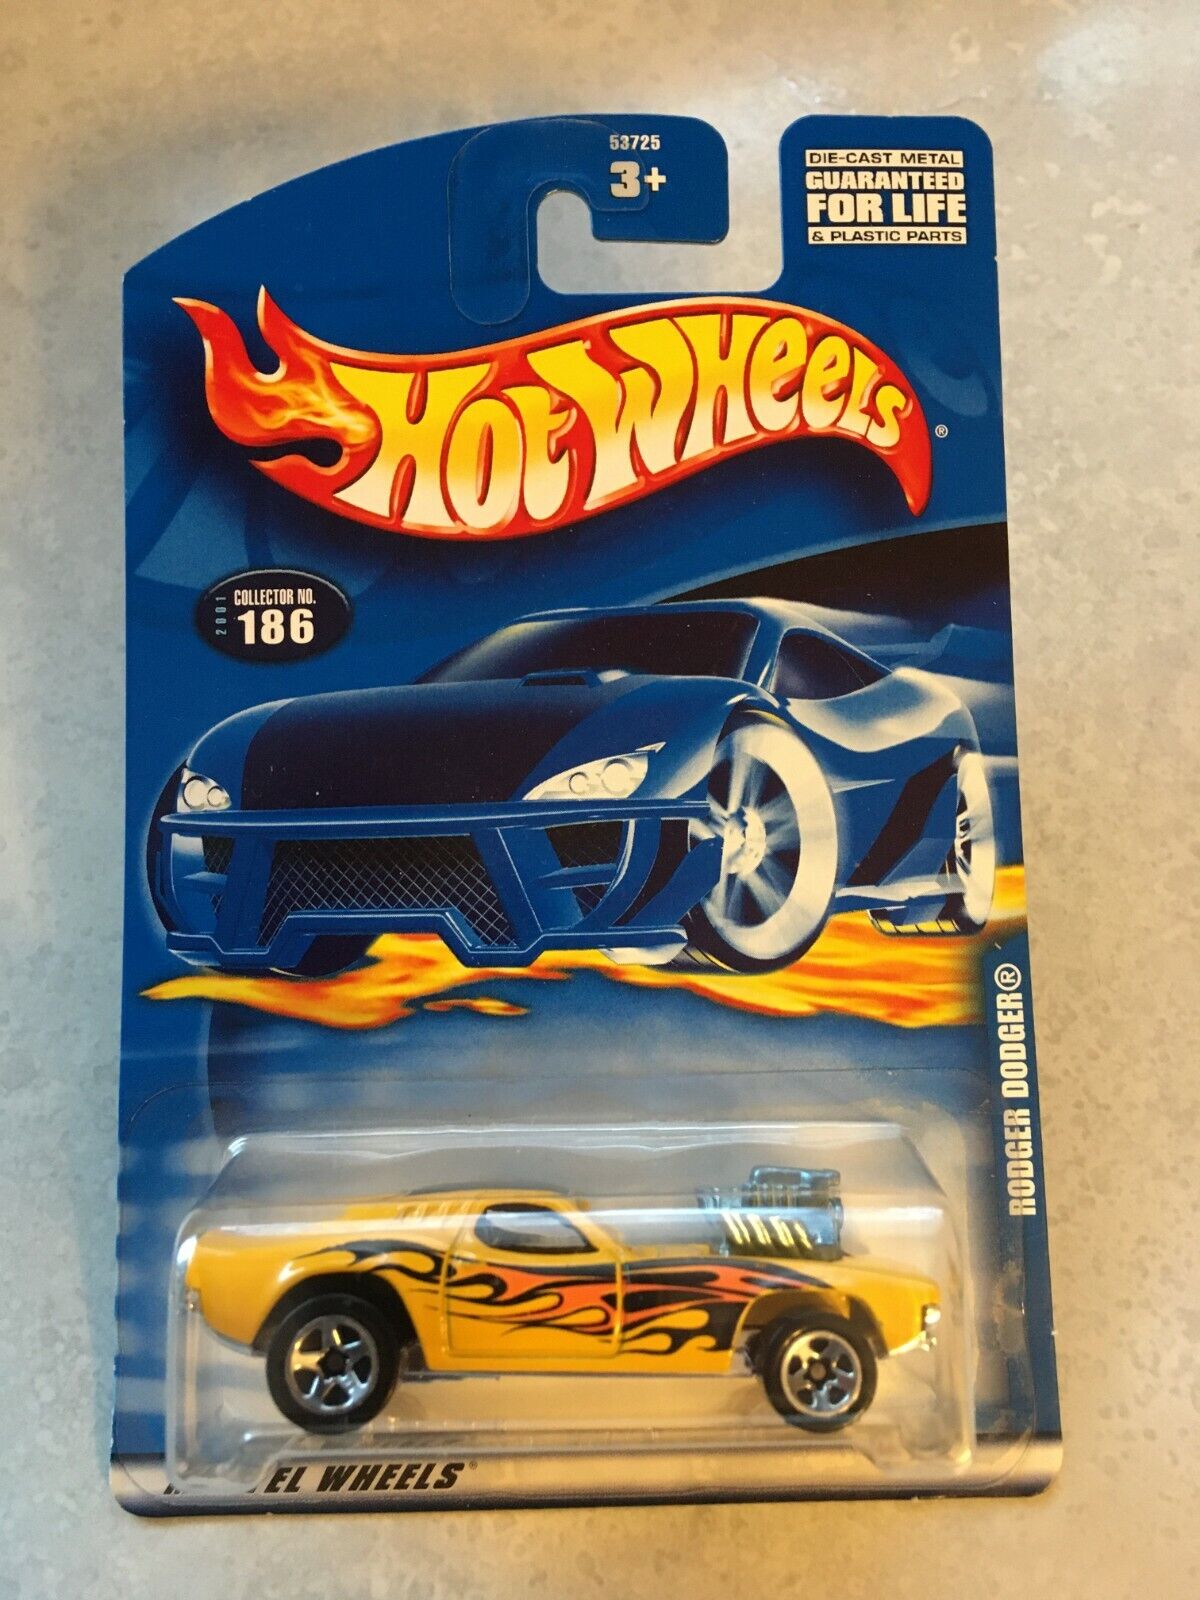 53725
3+
DIE-CAST METAL
GUARANTEED
FOR LIFE
& PLASTIC PARTS
HOT WHEELS®
2001
COLLECTOR NO.
186
RODGER DODGER®
WHEELS